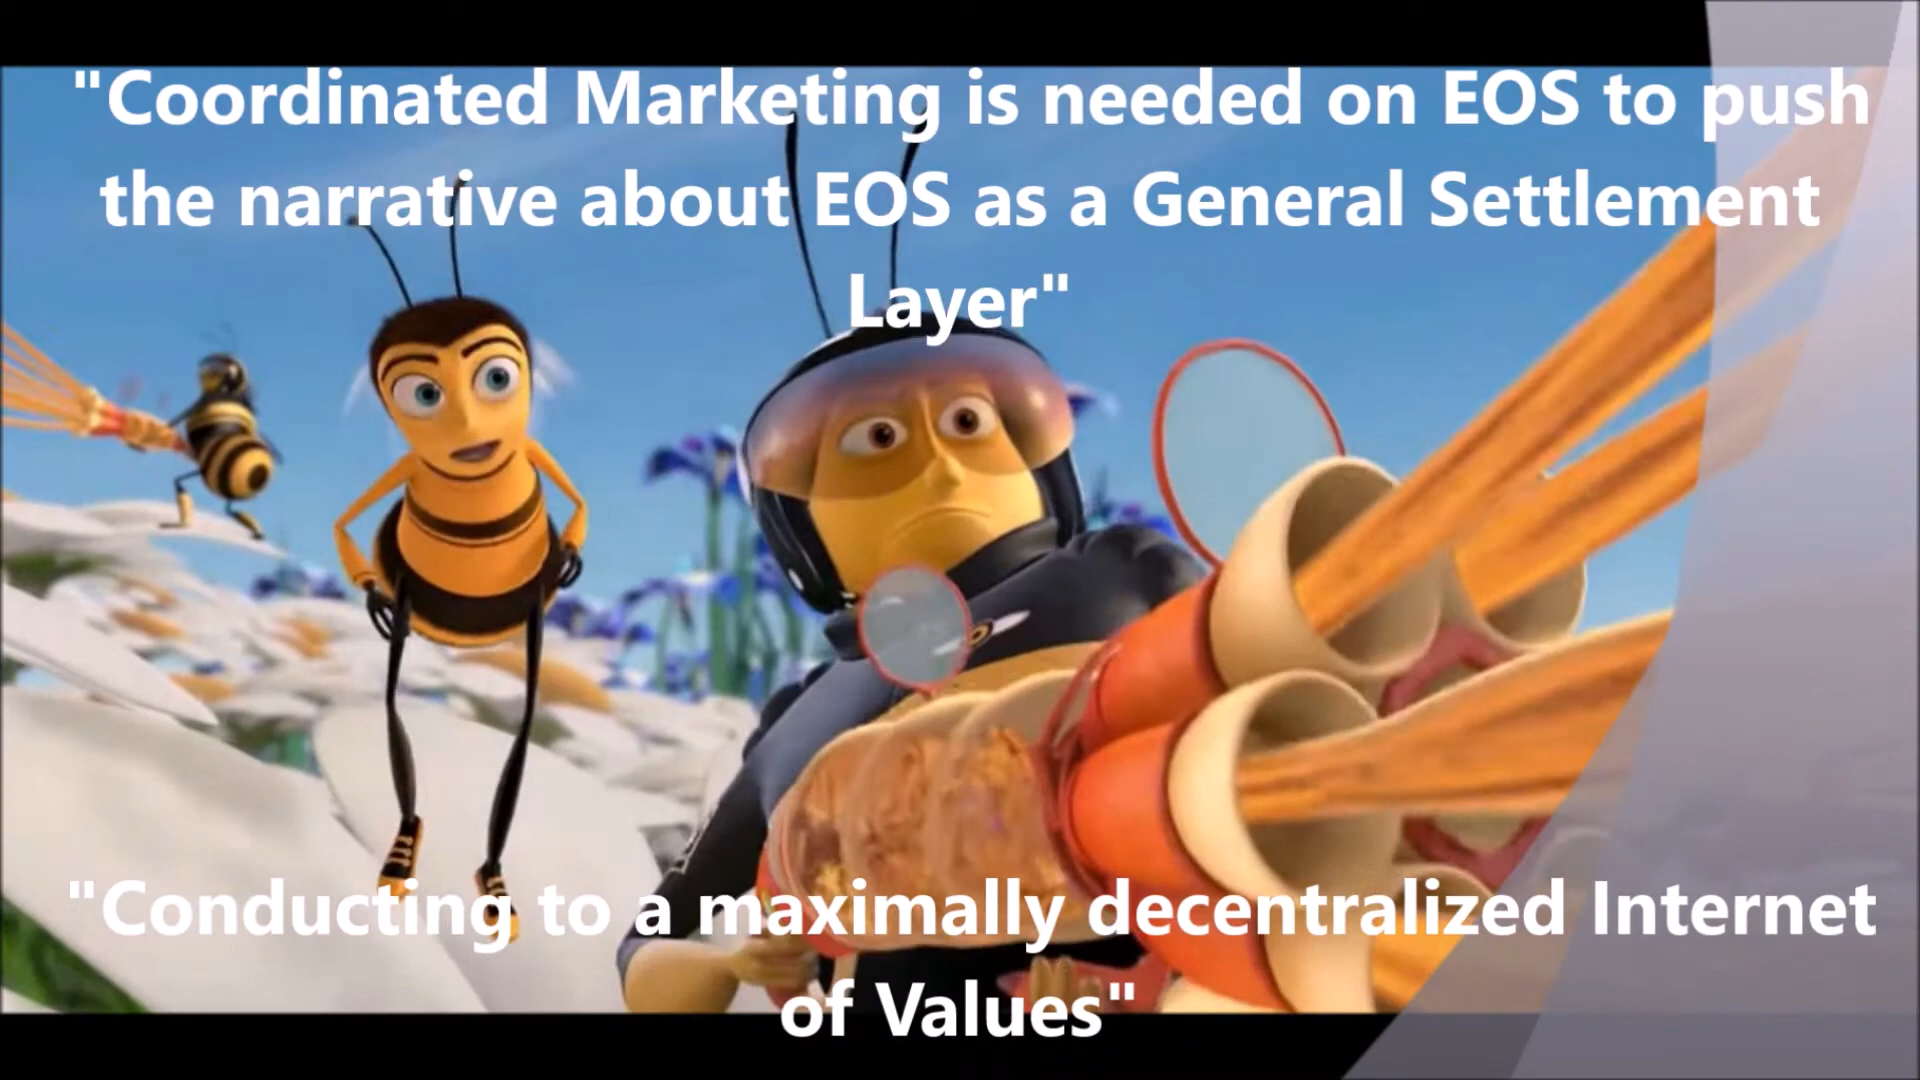 "Coordinated Marketing is needed on EOS to push
the narrative about EOS as a General Settlement
Layer"
"Conducting to a maximally decentralized Internet
of Values"